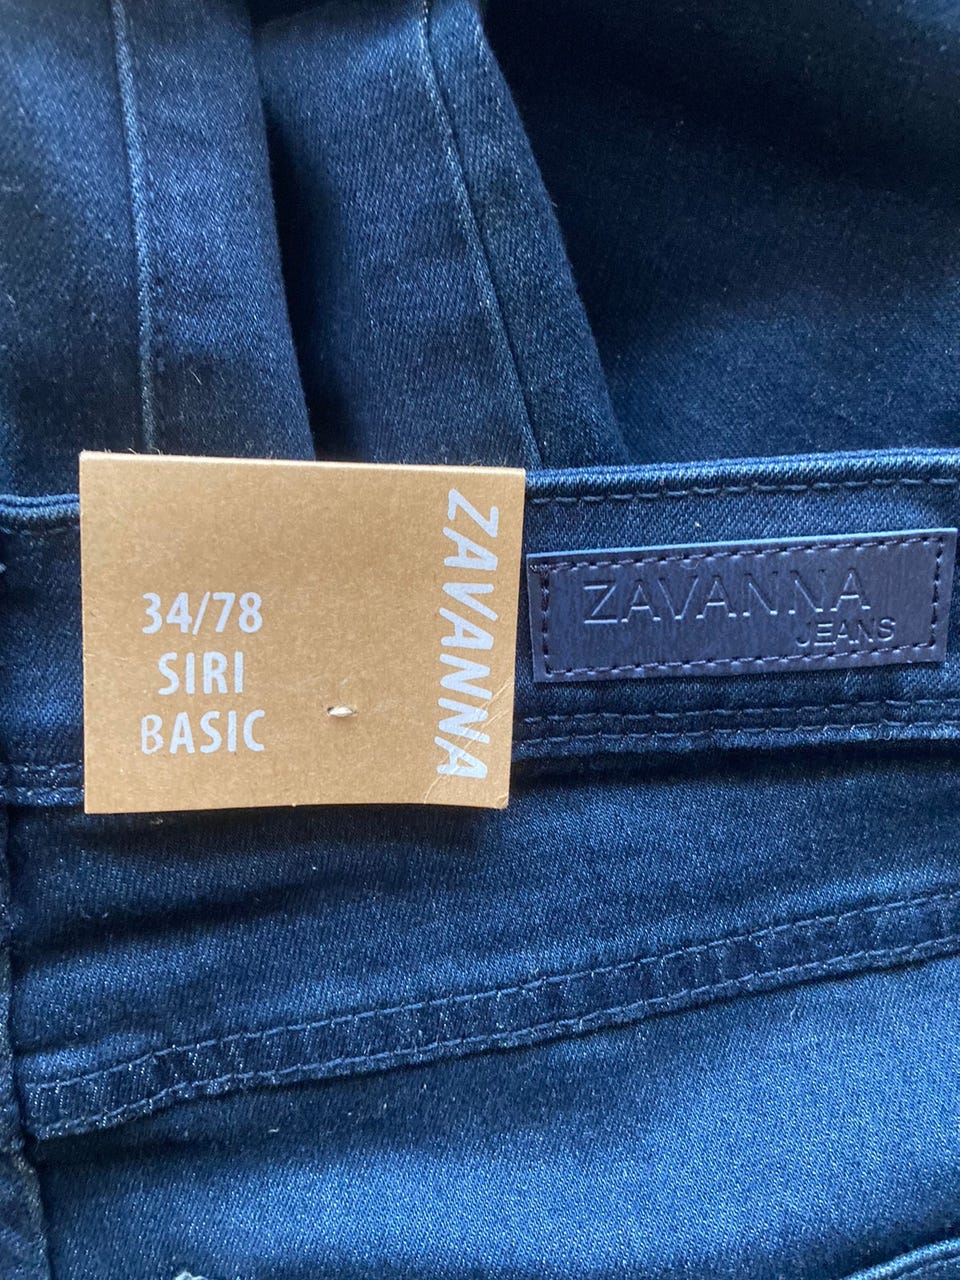 34/78
SIRI
BASIC
ZAVANNA
ZAVANNA
JEANS